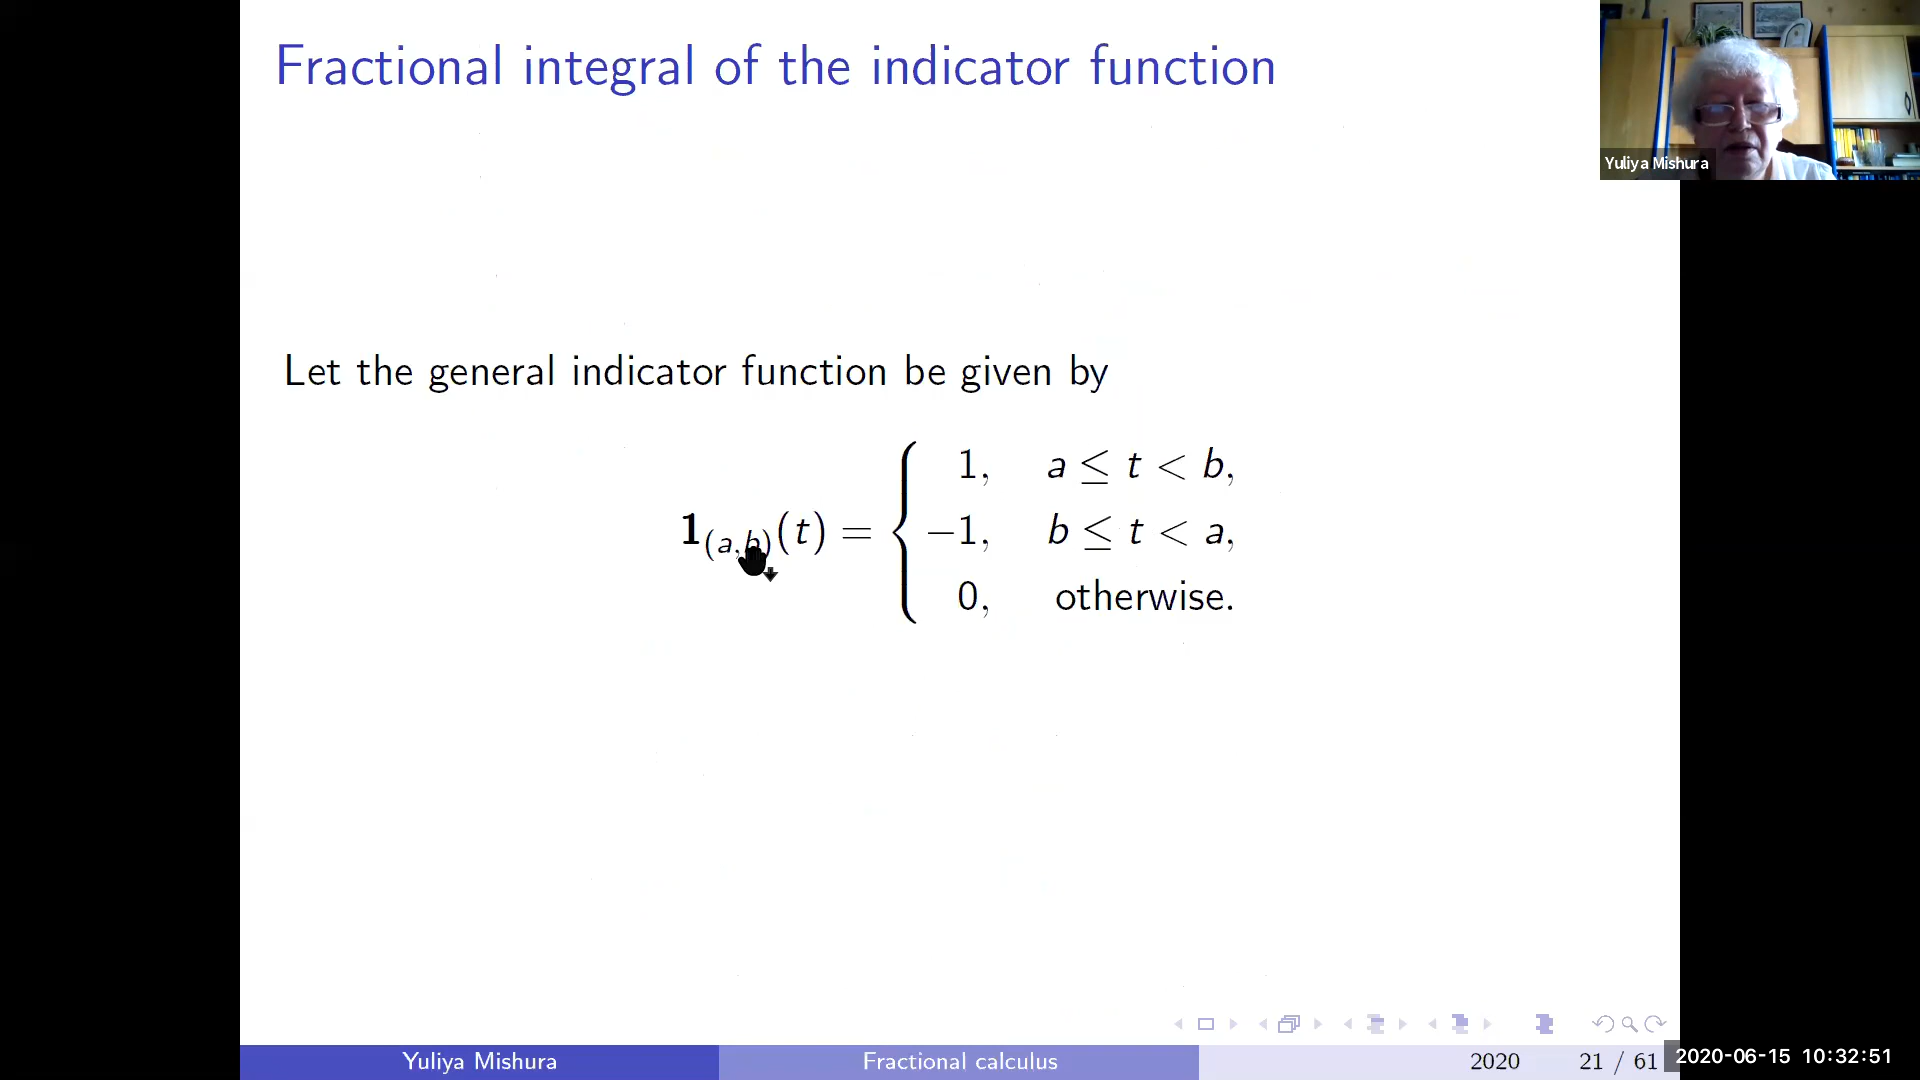 Fractional integral of the indicator function
Yuliya Mishura
Let the general indicator function be given by
1, a ≤ t < b,
𝟏(a,b)(t) = { −1, b ≤ t < a,
0, otherwise.
Yuliya Mishura Fractional calculus 2020 21 / 61
2020-06-15 10:32:51